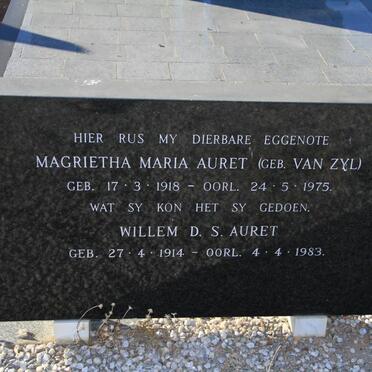 HIER RUS MY DIERBARE EGGENOTE
MAGRIETHA MARIA AURET (GEB. VAN ZYL)
GEB. 17·3·1918 – OORL. 24·5·1975.
WAT SY KON HET SY GEDOEN.
WILLEM D. S. AURET
GEB. 27·4·1914 – OORL. 4·4·1983.